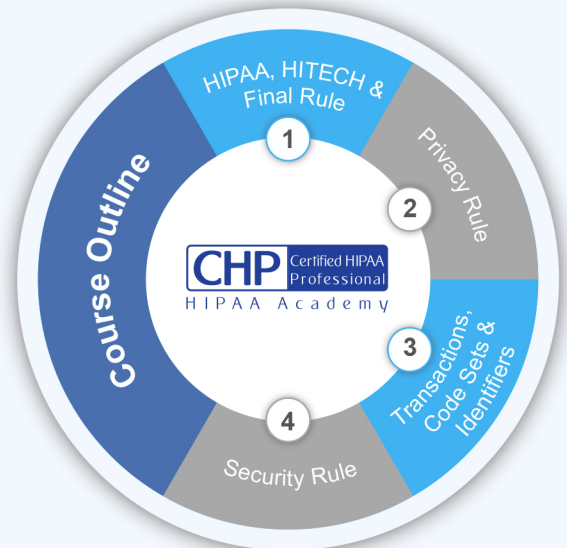 Course Outline
HIPAA, HITECH &
Final Rule
1
Privacy Rule
2
Transactions,
Code Sets &
Identifiers
3
Security Rule
4
CHP
Certified HIPAA
Professional
HIPAA Academy